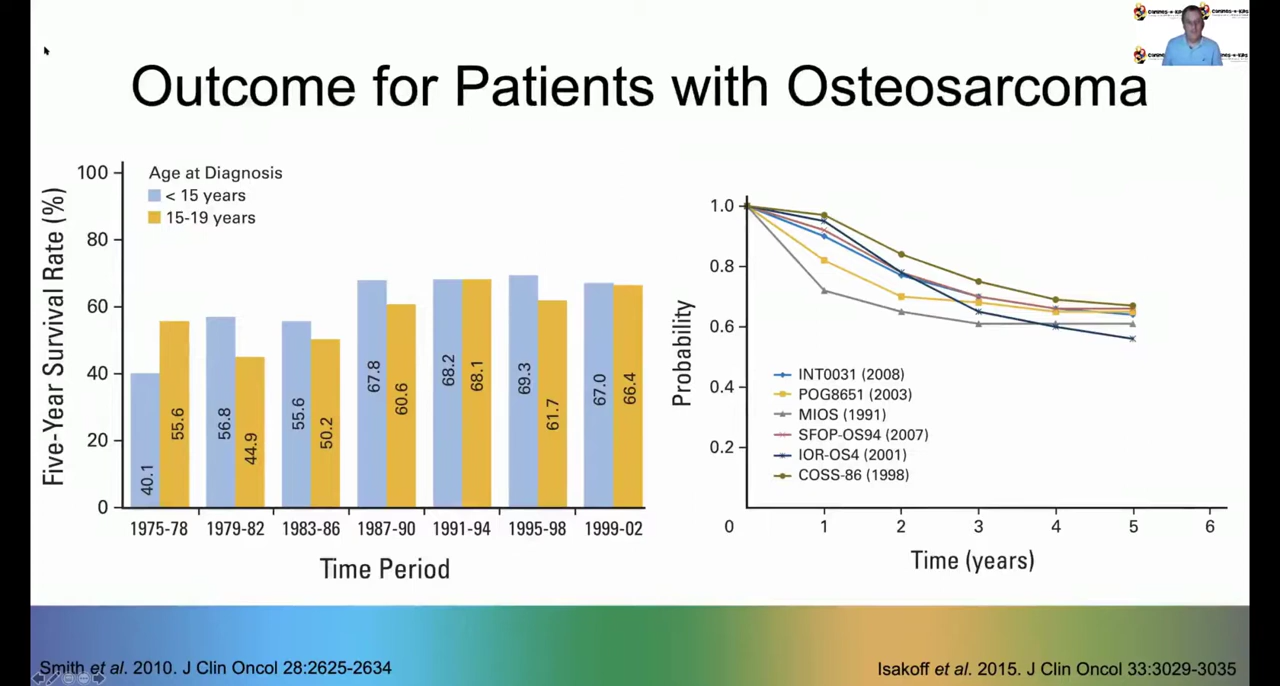 CANINES-N-KIDS
CANINES-N-KIDS
Outcome for Patients with Osteosarcoma
Five-Year Survival Rate (%)
100
80
60
40
20
0
Age at Diagnosis
< 15 years
15-19 years
40.1
55.6
56.8
44.9
55.6
50.2
67.8
60.6
68.2
68.1
69.3
61.7
67.0
66.4
1975-78
1979-82
1983-86
1987-90
1991-94
1995-98
1999-02
Time Period
Probability
1.0
0.8
0.6
0.4
0.2
0
1
2
3
4
5
6
INT0031 (2008)
POG8651 (2003)
MIOS (1991)
SFOP-OS94 (2007)
IOR-OS4 (2001)
COSS-86 (1998)
Time (years)
Smith et al. 2010. J Clin Oncol 28:2625-2634
Isakoff et al. 2015. J Clin Oncol 33:3029-3035